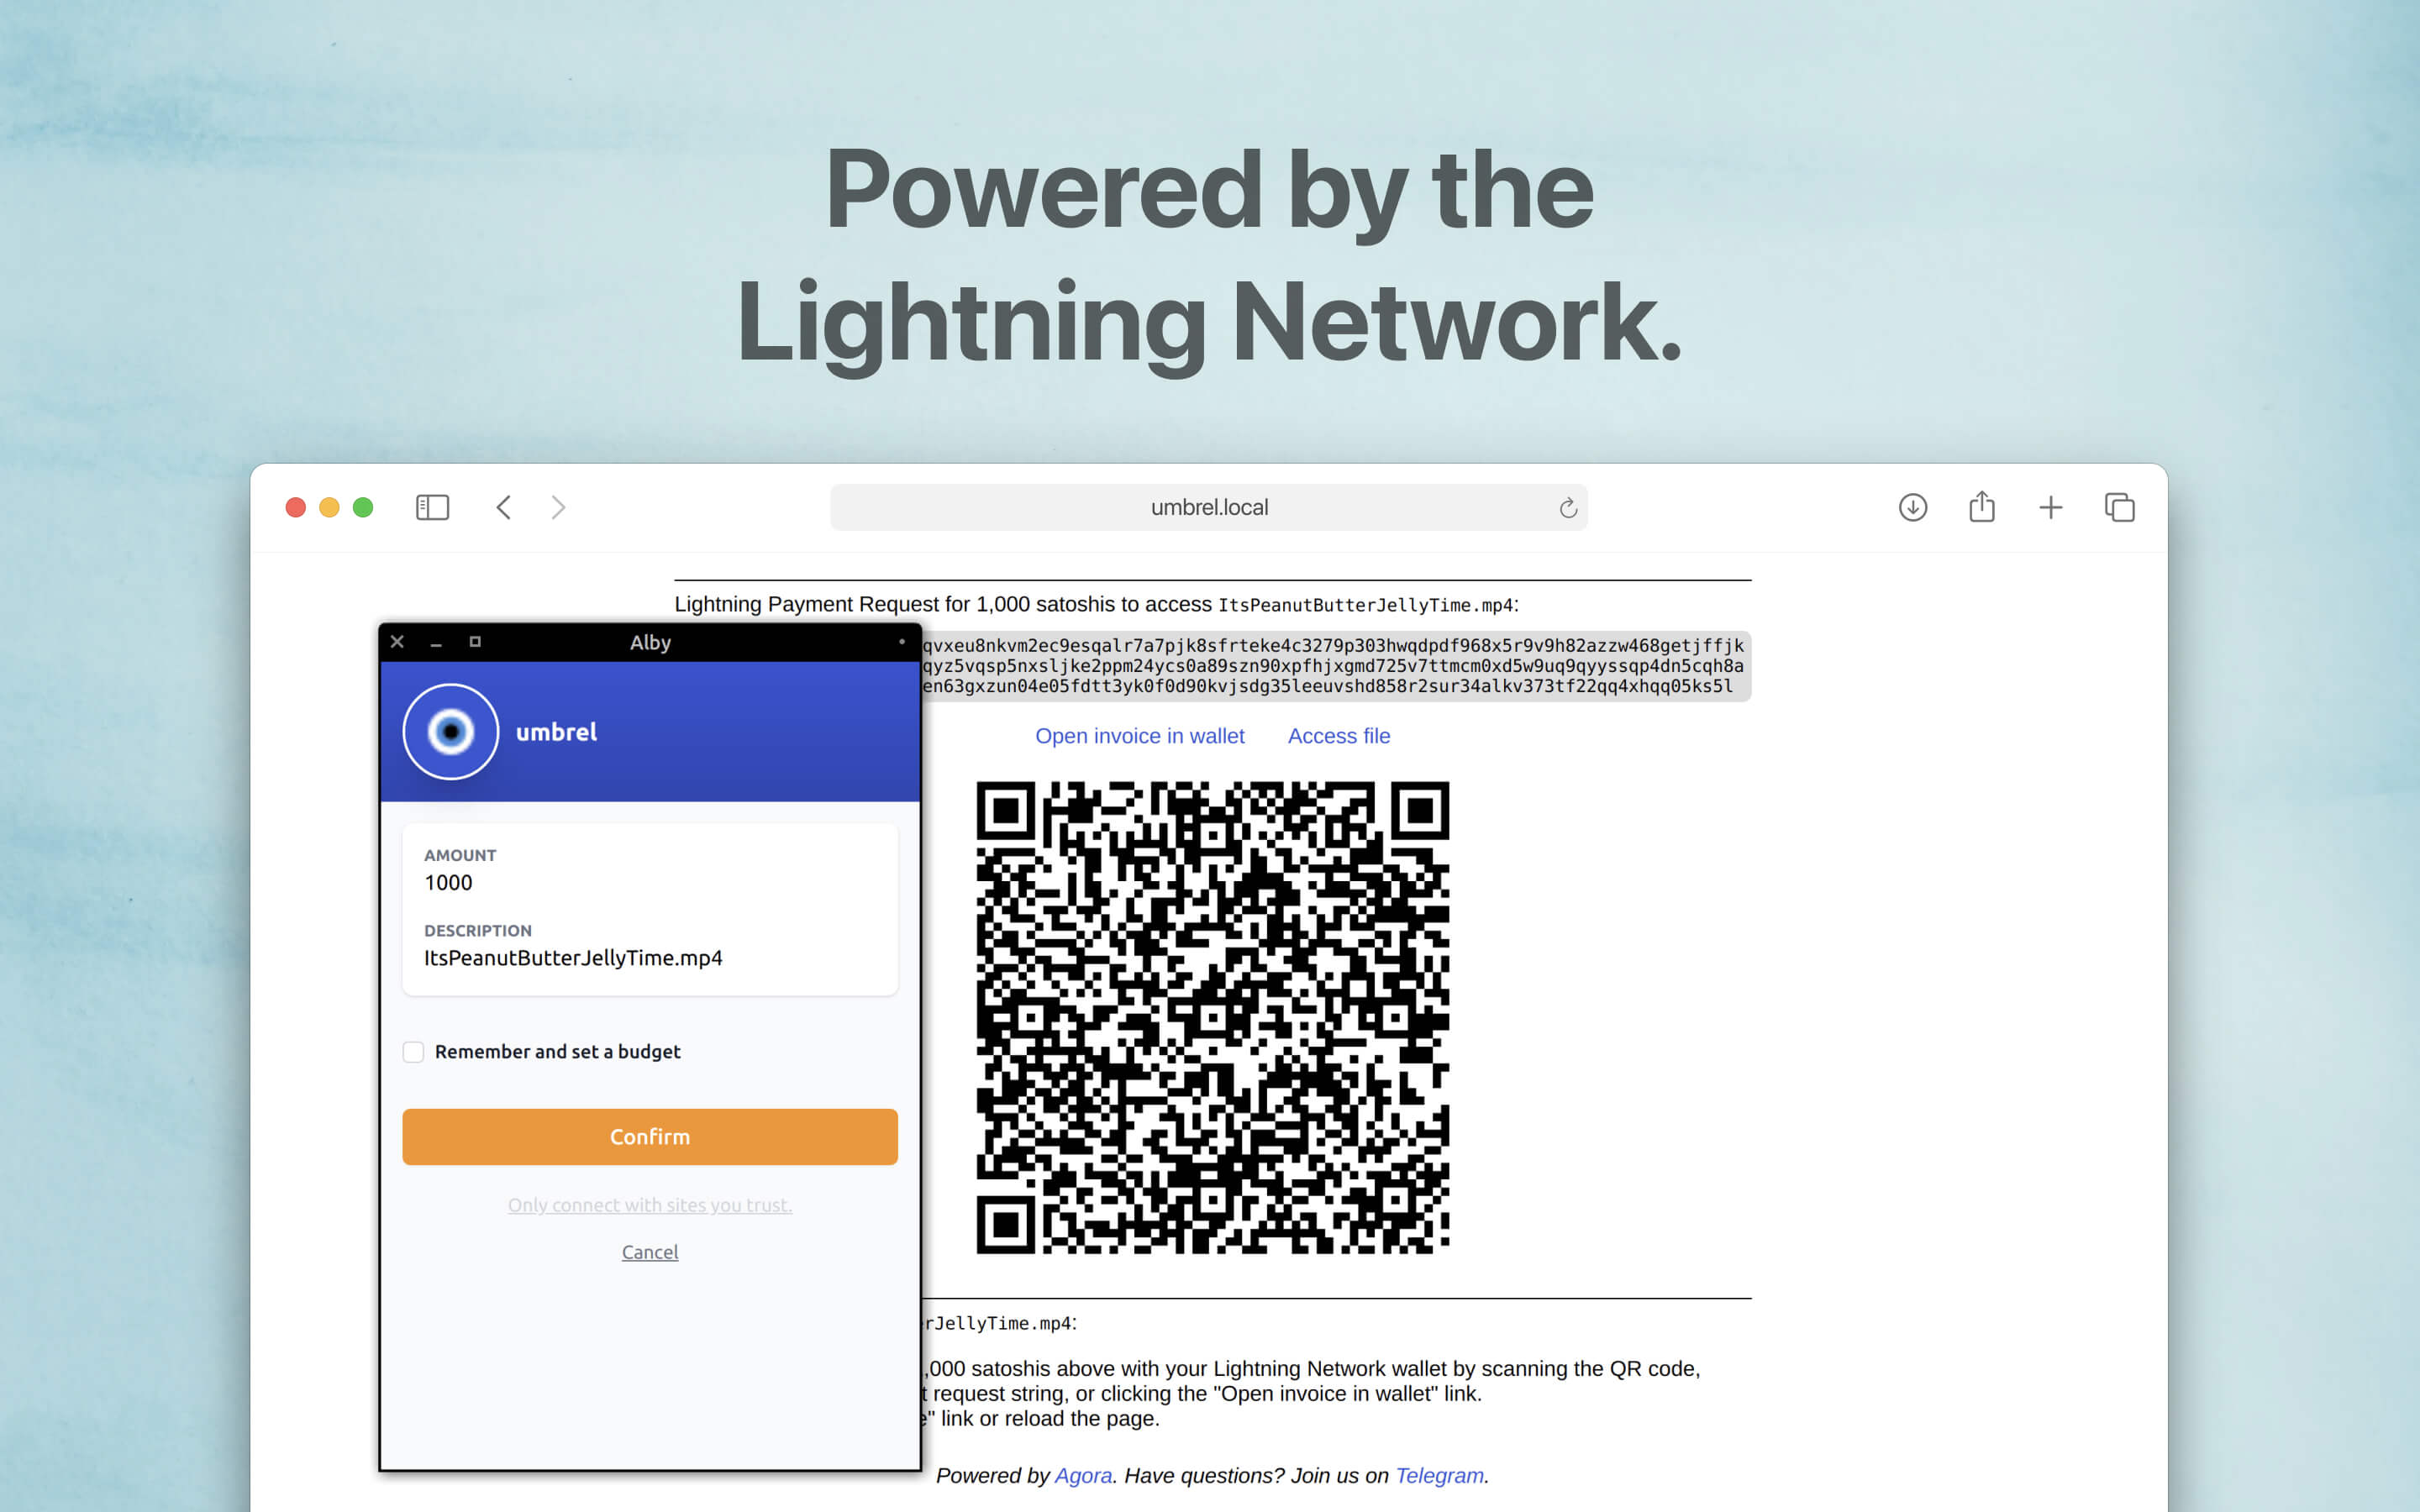 Powered by the
Lightning Network.
umbrel.local
Lightning Payment Request for 1,000 satoshis to access ItsPeanutButterJellyTime.mp4:
qvxeu8nkvm2ec9esqalr7a7pjk8sfrteke4c3279p303hwqdpdf968x5r9v9h82azzw468getjffjk
qyz5vqsp5nxsljke2ppm24ycs0a89szn90xpfhjxgmd725v7ttmcm0xd5w9uq9qyyssqp4dn5cqh8a
en63gxzun04e05fdtt3yk0f0d90kvjsdg35leeuvshd858r2sur34alkv373tf22qq4xhqq05ks5l
Open invoice in wallet Access file
Alby
umbrel
AMOUNT
1000
DESCRIPTION
ItsPeanutButterJellyTime.mp4
Remember and set a budget
Confirm
Only connect with sites you trust.
Cancel
rJellyTime.mp4:
,000 satoshis above with your Lightning Network wallet by scanning the QR code,
t request string, or clicking the "Open invoice in wallet" link.
e" link or reload the page.
Powered by Agora. Have questions? Join us on Telegram.